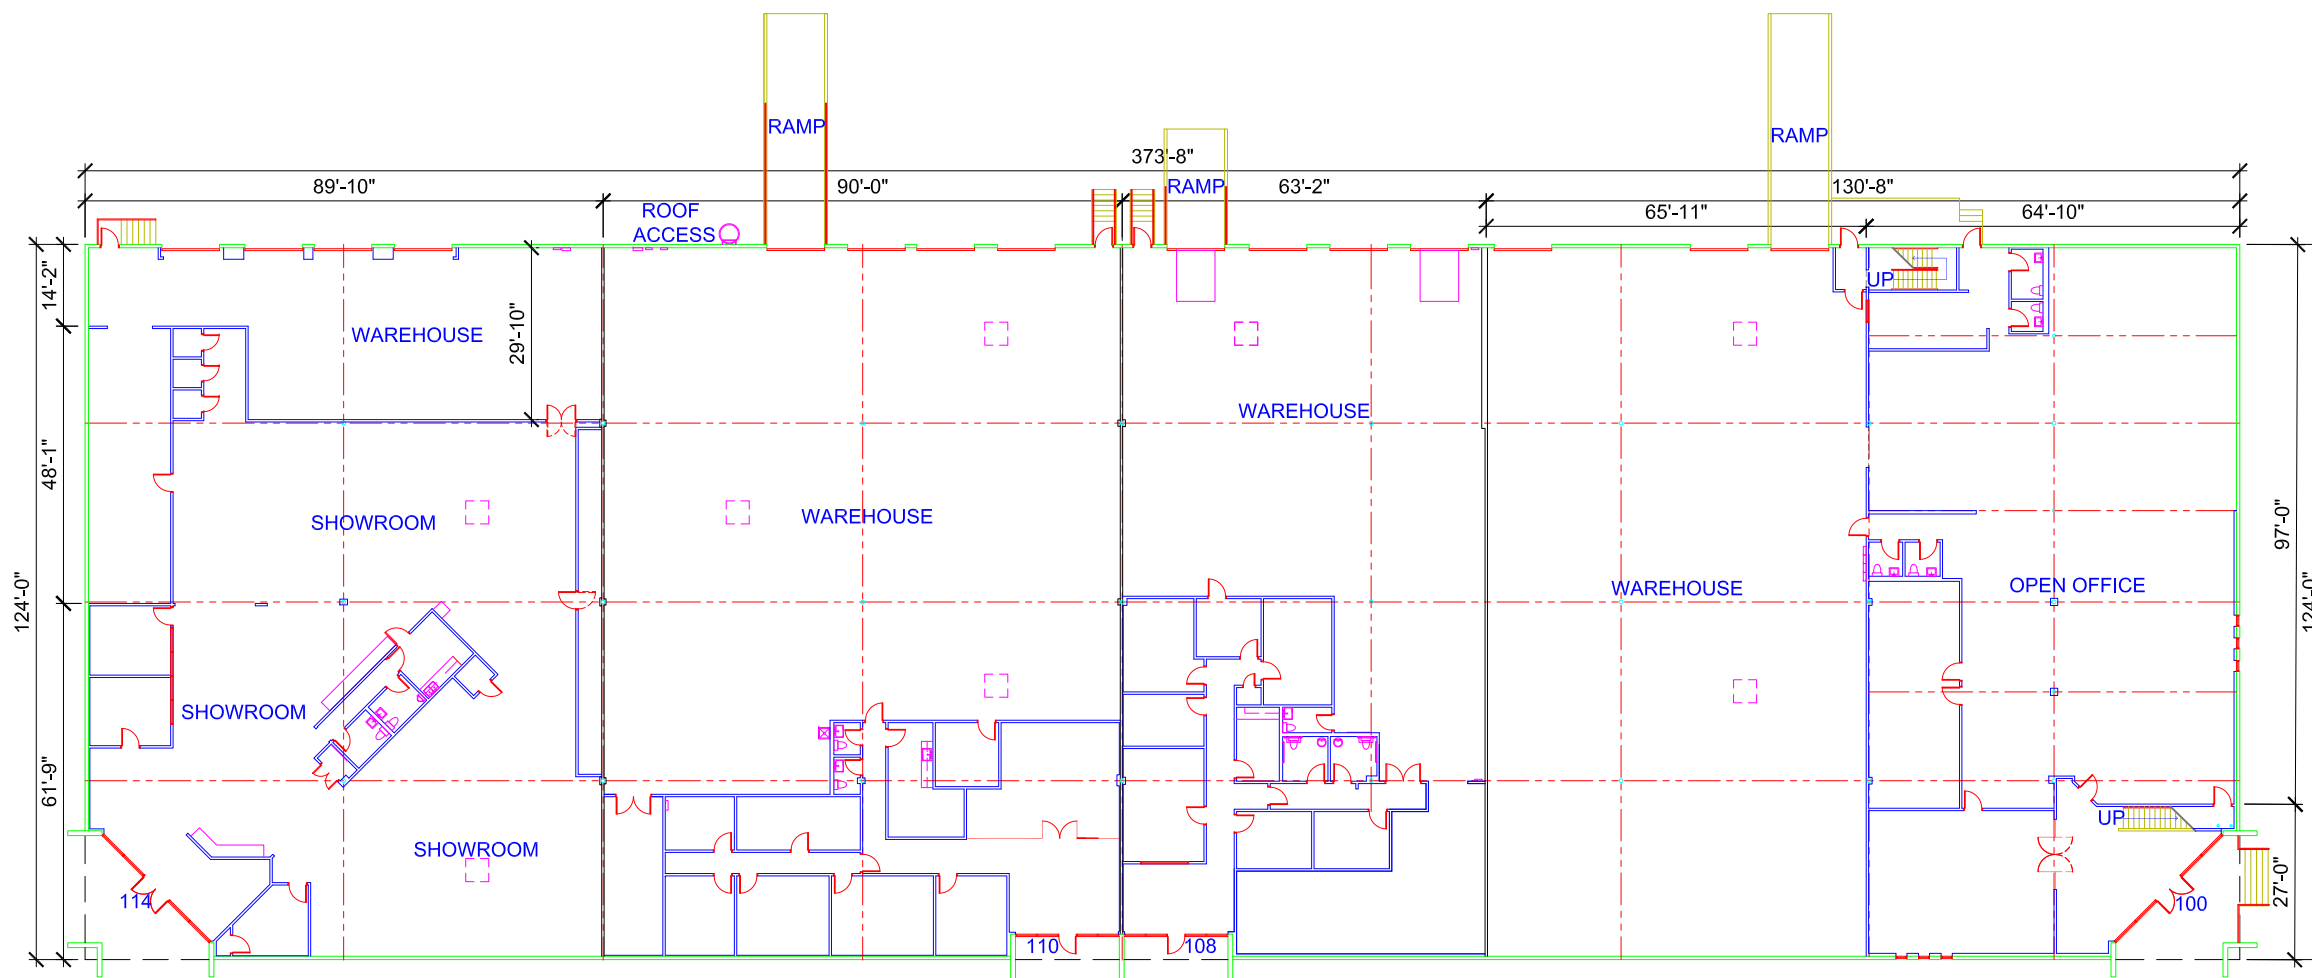 RAMP
RAMP
373'-8"
89'-10"
90'-0"
RAMP
63'-2"
130'-8"
ROOF
ACCESS
65'-11"
64'-10"
14'-2"
29'-10"
UP
WAREHOUSE
WAREHOUSE
48'-1"
SHOWROOM
WAREHOUSE
97'-0"
124'-0"
WAREHOUSE
OPEN OFFICE
124'-0"
SHOWROOM
61'-9"
UP
SHOWROOM
27'-0"
114
100
110
108